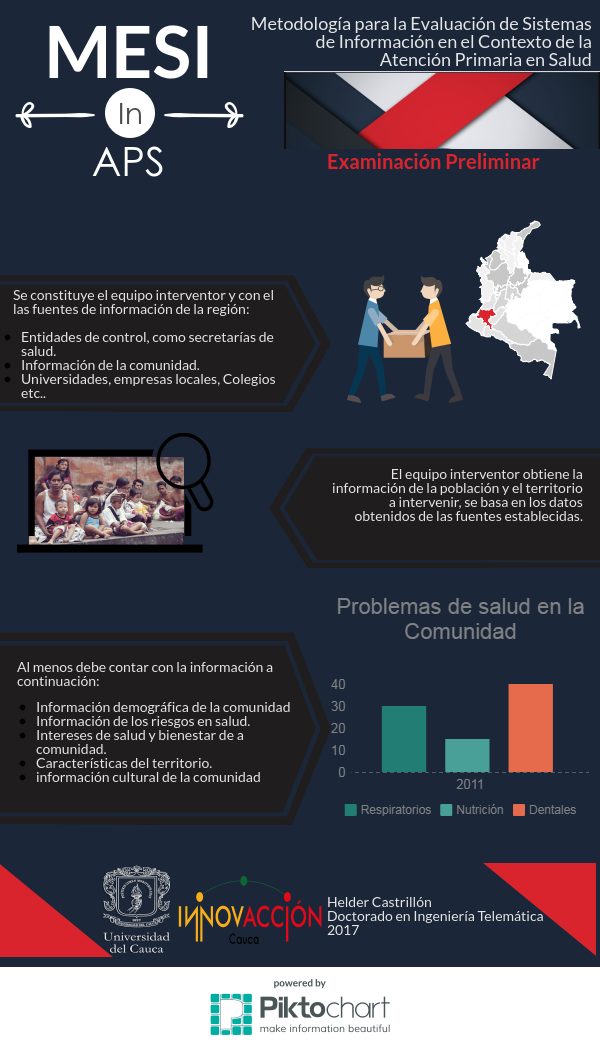 MESI
In
APS
Metodología para la Evaluación de Sistemas
de Información en el Contexto de la
Atención Primaria en Salud
Examinación Preliminar
Se constituye el equipo interventor y con el
las fuentes de información de la región:
Entidades de control, como secretarías de
salud.
Información de la comunidad.
Universidades, empresas locales, Colegios
etc..
El equipo interventor obtiene la
información de la población y el territorio
a intervenir, se basa en los datos
obtenidos de las fuentes establecidas.
Problemas de salud en la
Comunidad
40
30
20
10
0
2011
Respiratorios Nutrición Dentales
Al menos debe contar con la información a
continuación:
Información demográfica de la comunidad
Información de los riesgos en salud.
Intereses de salud y bienestar de a
comunidad.
Características del territorio.
información cultural de la comunidad
Universidad
del Cauca
INNOVACCIÓN
Cauca
Helder Castrillón
Doctorado en Ingeniería Telemática
2017
powered by
Piktochart
make information beautiful